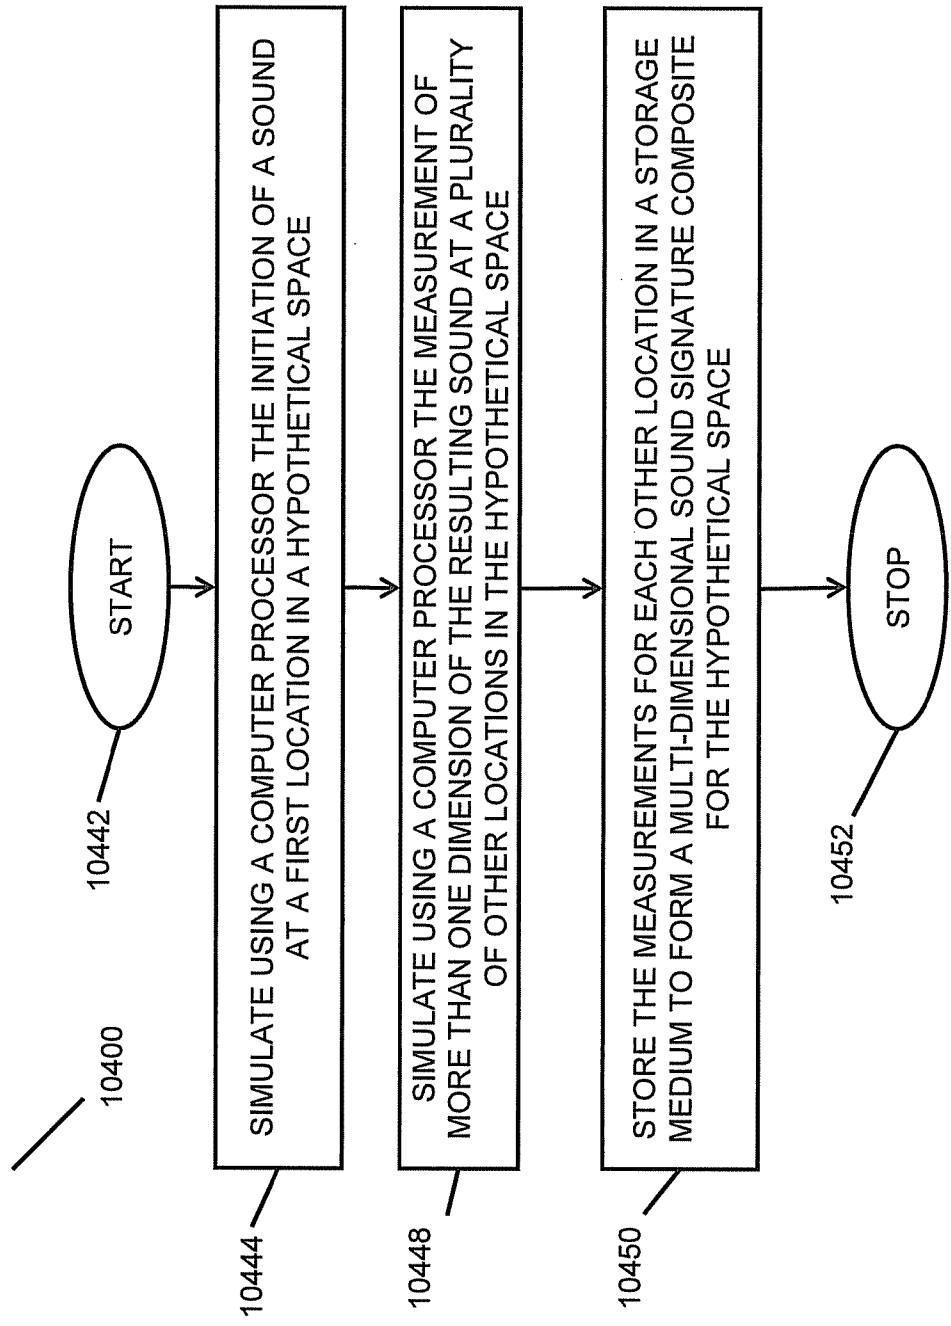 10400
10442
START
10444
SIMULATE USING A COMPUTER PROCESSOR THE INITIATION OF A SOUND
AT A FIRST LOCATION IN A HYPOTHETICAL SPACE
10448
SIMULATE USING A COMPUTER PROCESSOR THE MEASUREMENT OF
MORE THAN ONE DIMENSION OF THE RESULTING SOUND AT A PLURALITY
OF OTHER LOCATIONS IN THE HYPOTHETICAL SPACE
10450
STORE THE MEASUREMENTS FOR EACH OTHER LOCATION IN A STORAGE
MEDIUM TO FORM A MULTI-DIMENSIONAL SOUND SIGNATURE COMPOSITE
FOR THE HYPOTHETICAL SPACE
10452
STOP